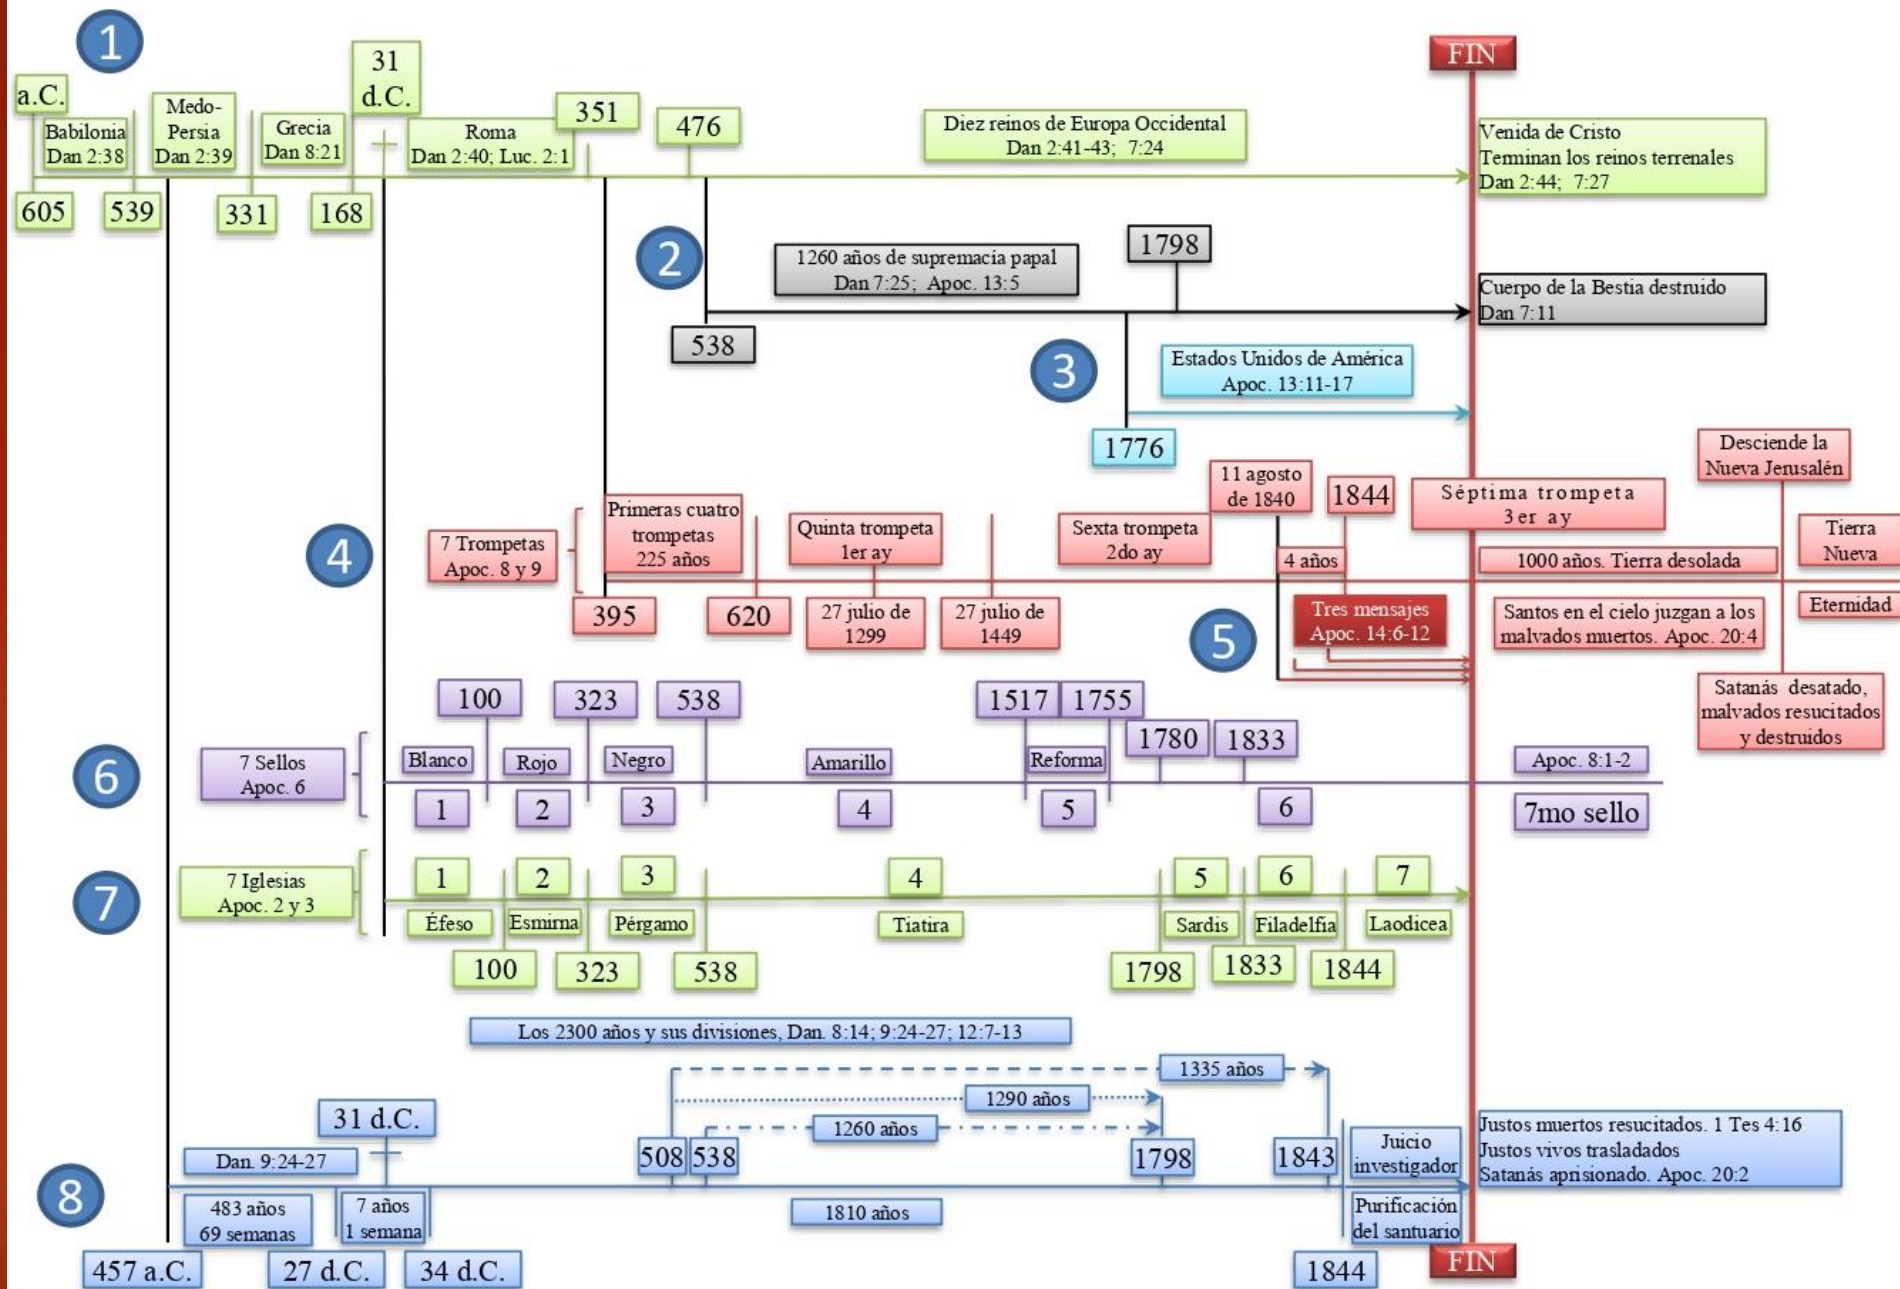 1
a.C.
Babilonia
Dan 2:38
Medo-
Persia
Dan 2:39
Grecia
Dan 8:21
31
d.C.
Roma
Dan 2:40; Luc. 2:1
351
476
Diez reinos de Europa Occidental
Dan 2:41-43; 7:24
FIN
Venida de Cristo
Terminan los reinos terrenales
Dan 2:44; 7:27
605
539
331
168
2
1260 años de supremacía papal
Dan 7:25; Apoc. 13:5
1798
Cuerpo de la Bestia destruido
Dan 7:11
538
3
Estados Unidos de América
Apoc. 13:11-17
1776
4
7 Trompetas
Apoc. 8 y 9
Primeras cuatro
trompetas
225 años
Quinta trompeta
1er ay
Sexta trompeta
2do ay
11 agosto
de 1840
1844
4 años
Séptima trompeta
3er ay
1000 años. Tierra desolada
Desciende la
Nueva Jerusalén
Tierra
Nueva
395
620
27 julio de
1299
27 julio de
1449
5
Tres mensajes
Apoc. 14:6-12
Santos en el cielo juzgan a los
malvados muertos. Apoc. 20:4
Eternidad
Satanás desatado,
malvados resucitados
y destruidos
6
7 Sellos
Apoc. 6
100
323
538
1517
1755
1780
1833
Blanco
Rojo
Negro
Amarillo
Reforma
Apoc. 8:1-2
1
2
3
4
5
6
7mo sello
7
7 Iglesias
Apoc. 2 y 3
1
2
3
4
5
6
7
Éfeso
Esmirna
Pérgamo
Tiatira
Sardis
Filadelfia
Laodicea
100
323
538
1798
1833
1844
Los 2300 años y sus divisiones, Dan. 8:14; 9:24-27; 12:7-13
1335 años
1290 años
1260 años
8
Dan. 9:24-27
31 d.C.
508
538
1798
1843
Juicio
investigador
Justos muertos resucitados. 1 Tes 4:16
Justos vivos trasladados
Satanás aprisionado. Apoc. 20:2
483 años
69 semanas
7 años
1 semana
1810 años
Purificación
del santuario
457 a.C.
27 d.C.
34 d.C.
1844
FIN